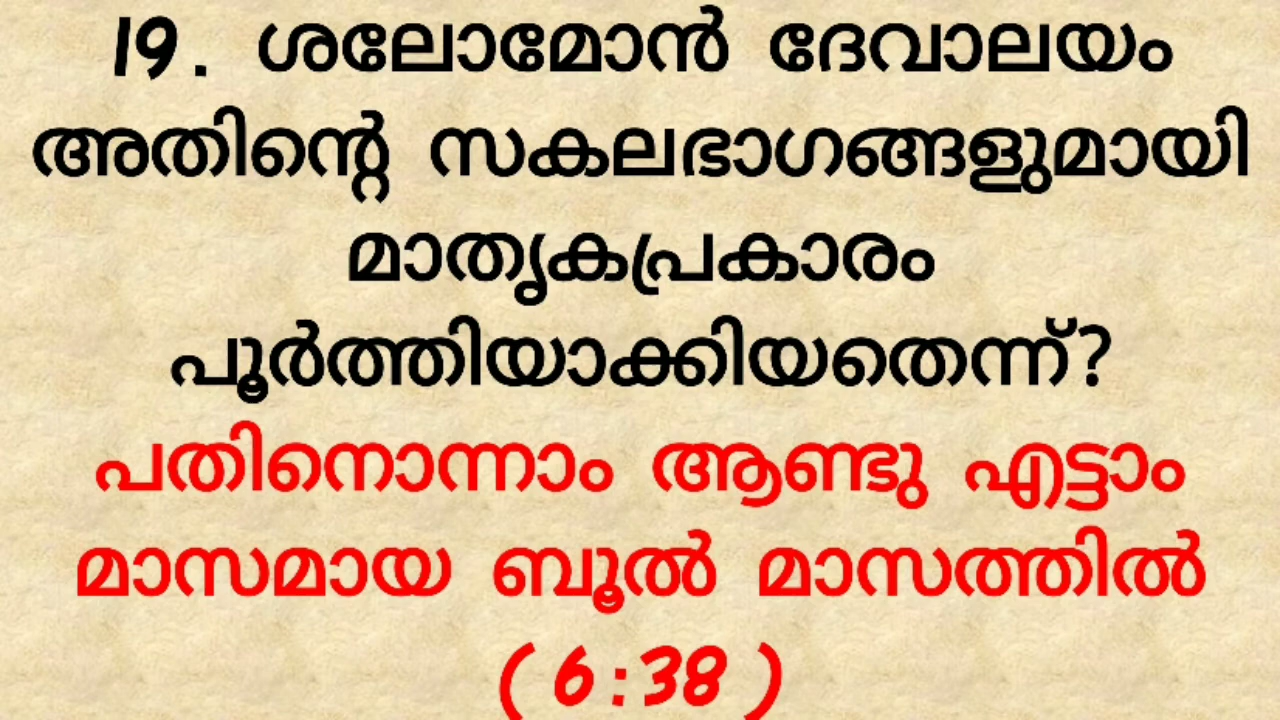 19. ശലോമോൻ ദേവാലയം
അതിന്റെ സകലഭാഗങ്ങളുമായി
മാതൃകപ്രകാരം
പൂർത്തിയാക്കിയതെന്ന്?
പതിനൊന്നാം ആണ്ടു എട്ടാം
മാസമായ ബൂൽ മാസത്തിൽ
( 6:38 )